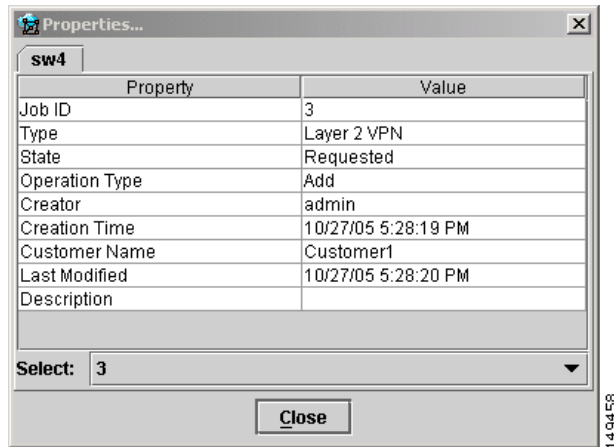 Properties...
sw4
Property Value
Job ID 3
Type Layer 2 VPN
State Requested
Operation Type Add
Creator admin
Creation Time 10/27/05 5:28:19 PM
Customer Name Customer1
Last Modified 10/27/05 5:28:20 PM
Description
Select: 3
Close